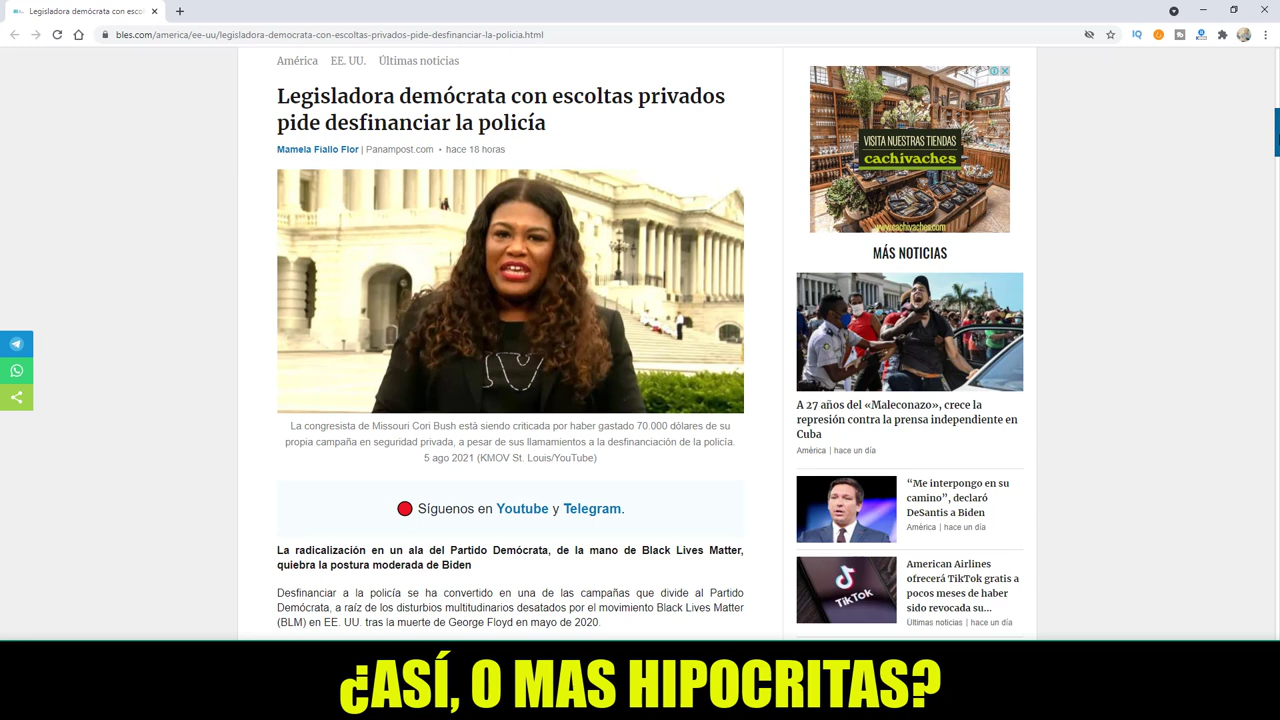 Legisladora demócrata con escol
bles.com/america/ee-uu/legisladora-democrata-con-escoltas-privados-pide-desfinanciar-la-policia.html
América EE. UU. Últimas noticias
Legisladora demócrata con escoltas privados
pide desfinanciar la policía
Mamela Fiallo Flor | Panampost.com • hace 18 horas
La congresista de Missouri Cori Bush está siendo criticada por haber gastado 70.000 dólares de su
propia campaña en seguridad privada, a pesar de sus llamamientos a la desfinanciación de la policía.
5 ago 2021 (KMOV St. Louis/YouTube)
Síguenos en Youtube y Telegram.
La radicalización en un ala del Partido Demócrata, de la mano de Black Lives Matter,
quiebra la postura moderada de Biden
Desfinanciar a la policía se ha convertido en una de las campañas que divide al Partido
Demócrata, a raíz de los disturbios multitudinarios desatados por el movimiento Black Lives Matter
(BLM) en EE. UU. tras la muerte de George Floyd en mayo de 2020.
VISITA NUESTRAS TIENDAS
cachivaches
www.cachivaches.com
MÁS NOTICIAS
A 27 años del «Maleconazo», crece la
represión contra la prensa independiente en
Cuba
América | hace un día
“Me interpongo en su
camino”, declaró
DeSantis a Biden
América | hace un día
TikTok
American Airlines
ofrecerá TikTok gratis a
pocos meses de haber
sido revocada su...
Últimas noticias | hace un día
¿ASÍ, O MAS HIPOCRITAS?